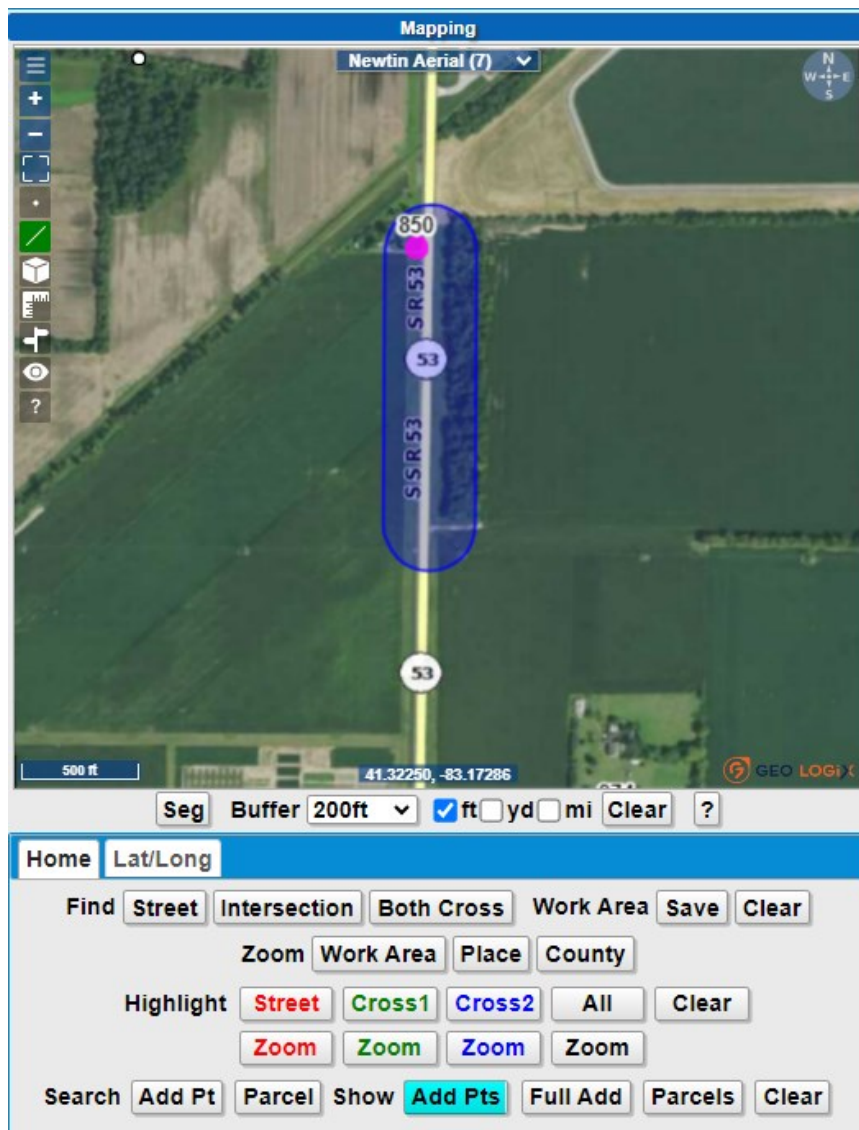 Mapping
Newtin Aerial (7)
N
W E
S
850
S R 53
53
S S R 53
53
500 ft
41.32250, -83.17286
GEO LOGiX
Seg Buffer 200ft ft yd mi Clear ?
Home Lat/Long
Find Street Intersection Both Cross Work Area Save Clear
Zoom Work Area Place County
Highlight Street Cross1 Cross2 All Clear
Zoom Zoom Zoom Zoom
Search Add Pt Parcel Show Add Pts Full Add Parcels Clear